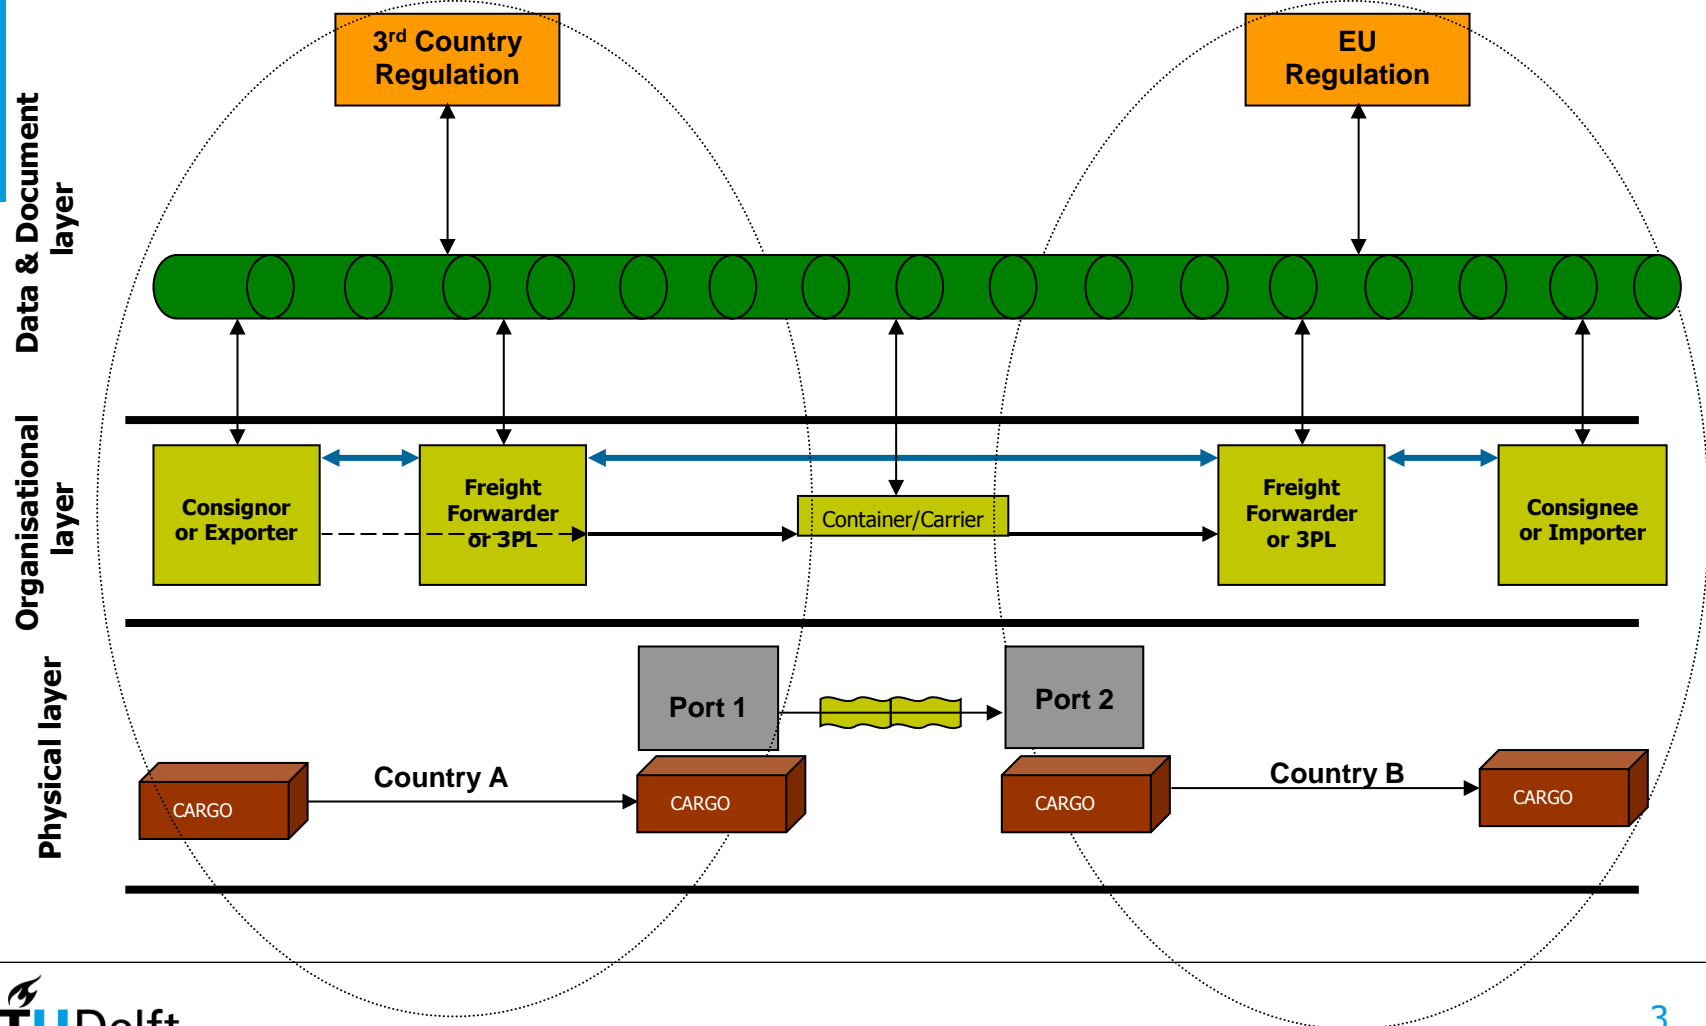 3rd Country
Regulation
EU
Regulation
Data & Document
layer
Organisational
layer
Consignor
or Exporter
Freight
Forwarder
or 3PL
Container/Carrier
Freight
Forwarder
or 3PL
Consignee
or Importer
Physical layer
Port 1
Port 2
Country A
Country B
CARGO
CARGO
CARGO
CARGO
TUDelft
3